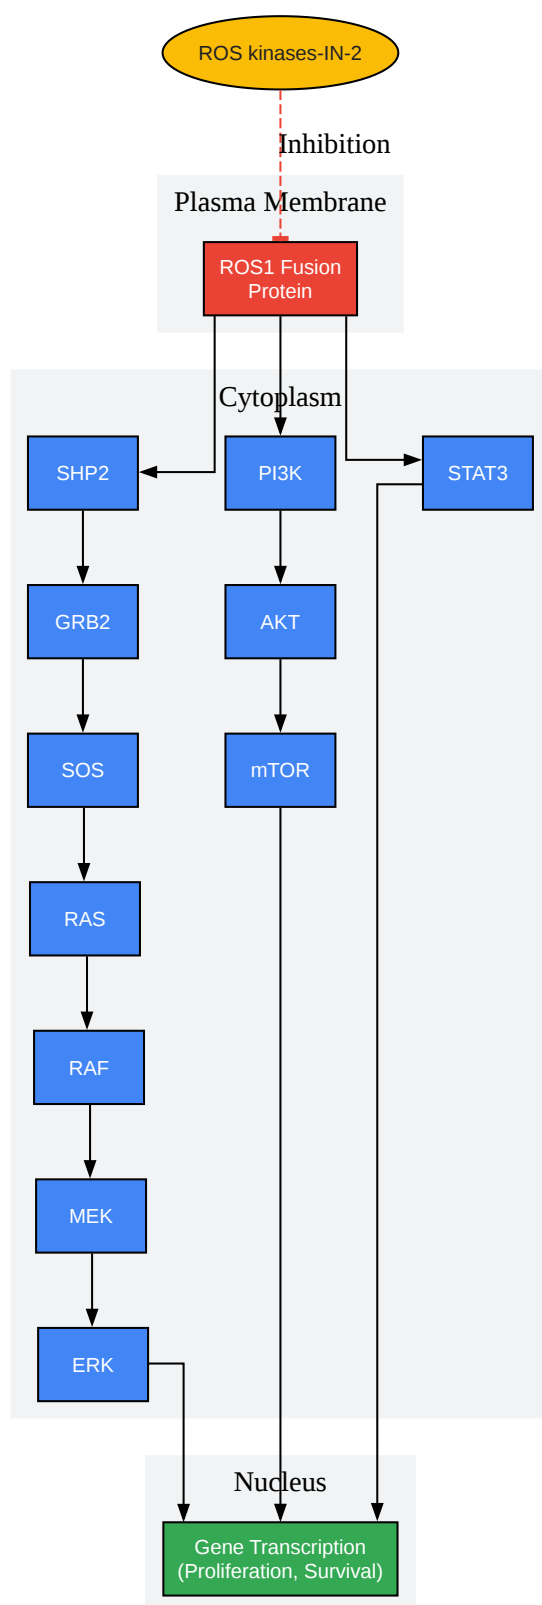 ROS kinases-IN-2
Inhibition
Plasma Membrane
ROS1 Fusion
Protein
Cytoplasm
SHP2
PI3K
STAT3
GRB2
AKT
SOS
mTOR
RAS
RAF
MEK
ERK
Nucleus
Gene Transcription
(Proliferation, Survival)